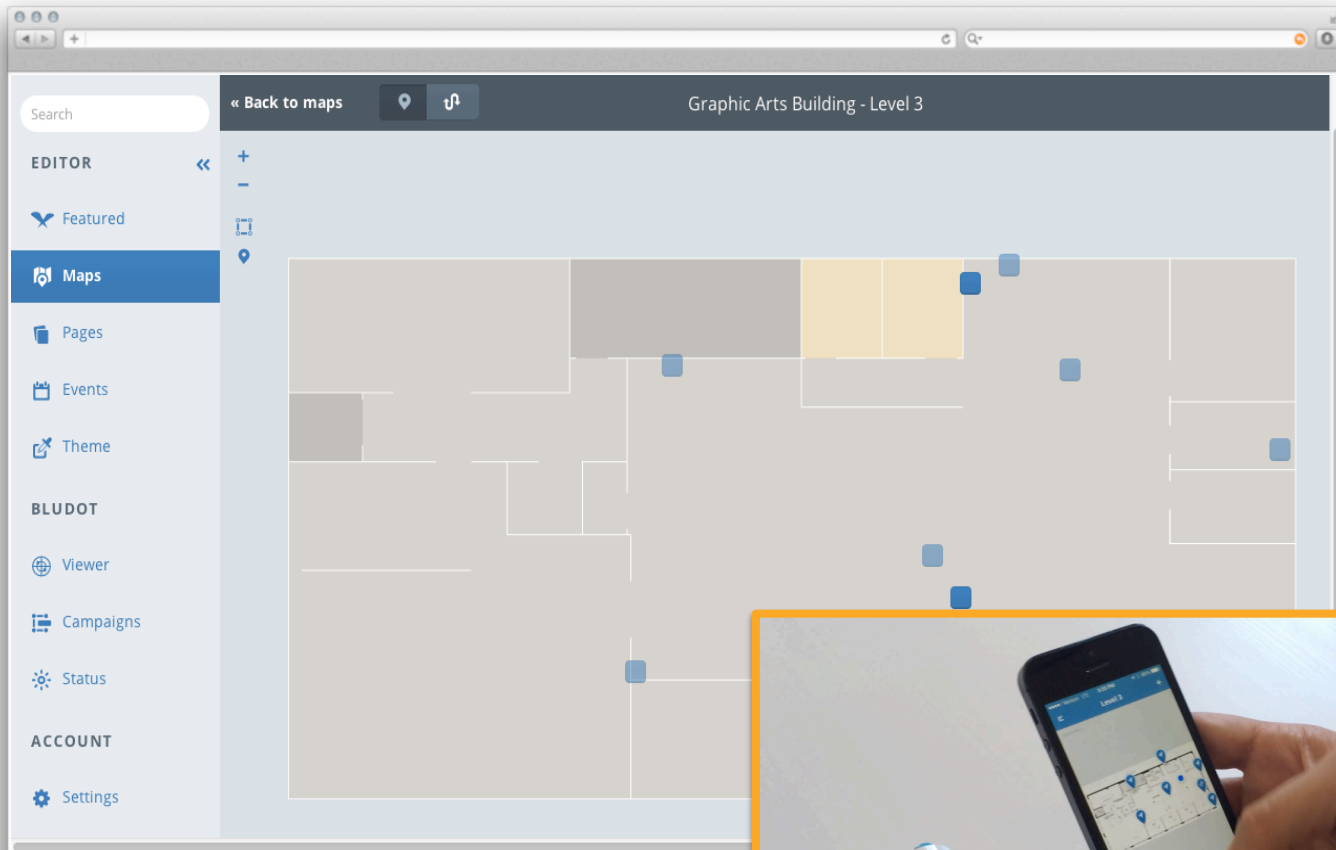 Search
« Back to maps
Graphic Arts Building - Level 3
EDITOR
Featured
Maps
Pages
Events
Theme
BLUDOT
Viewer
Campaigns
Status
ACCOUNT
Settings
Level 3